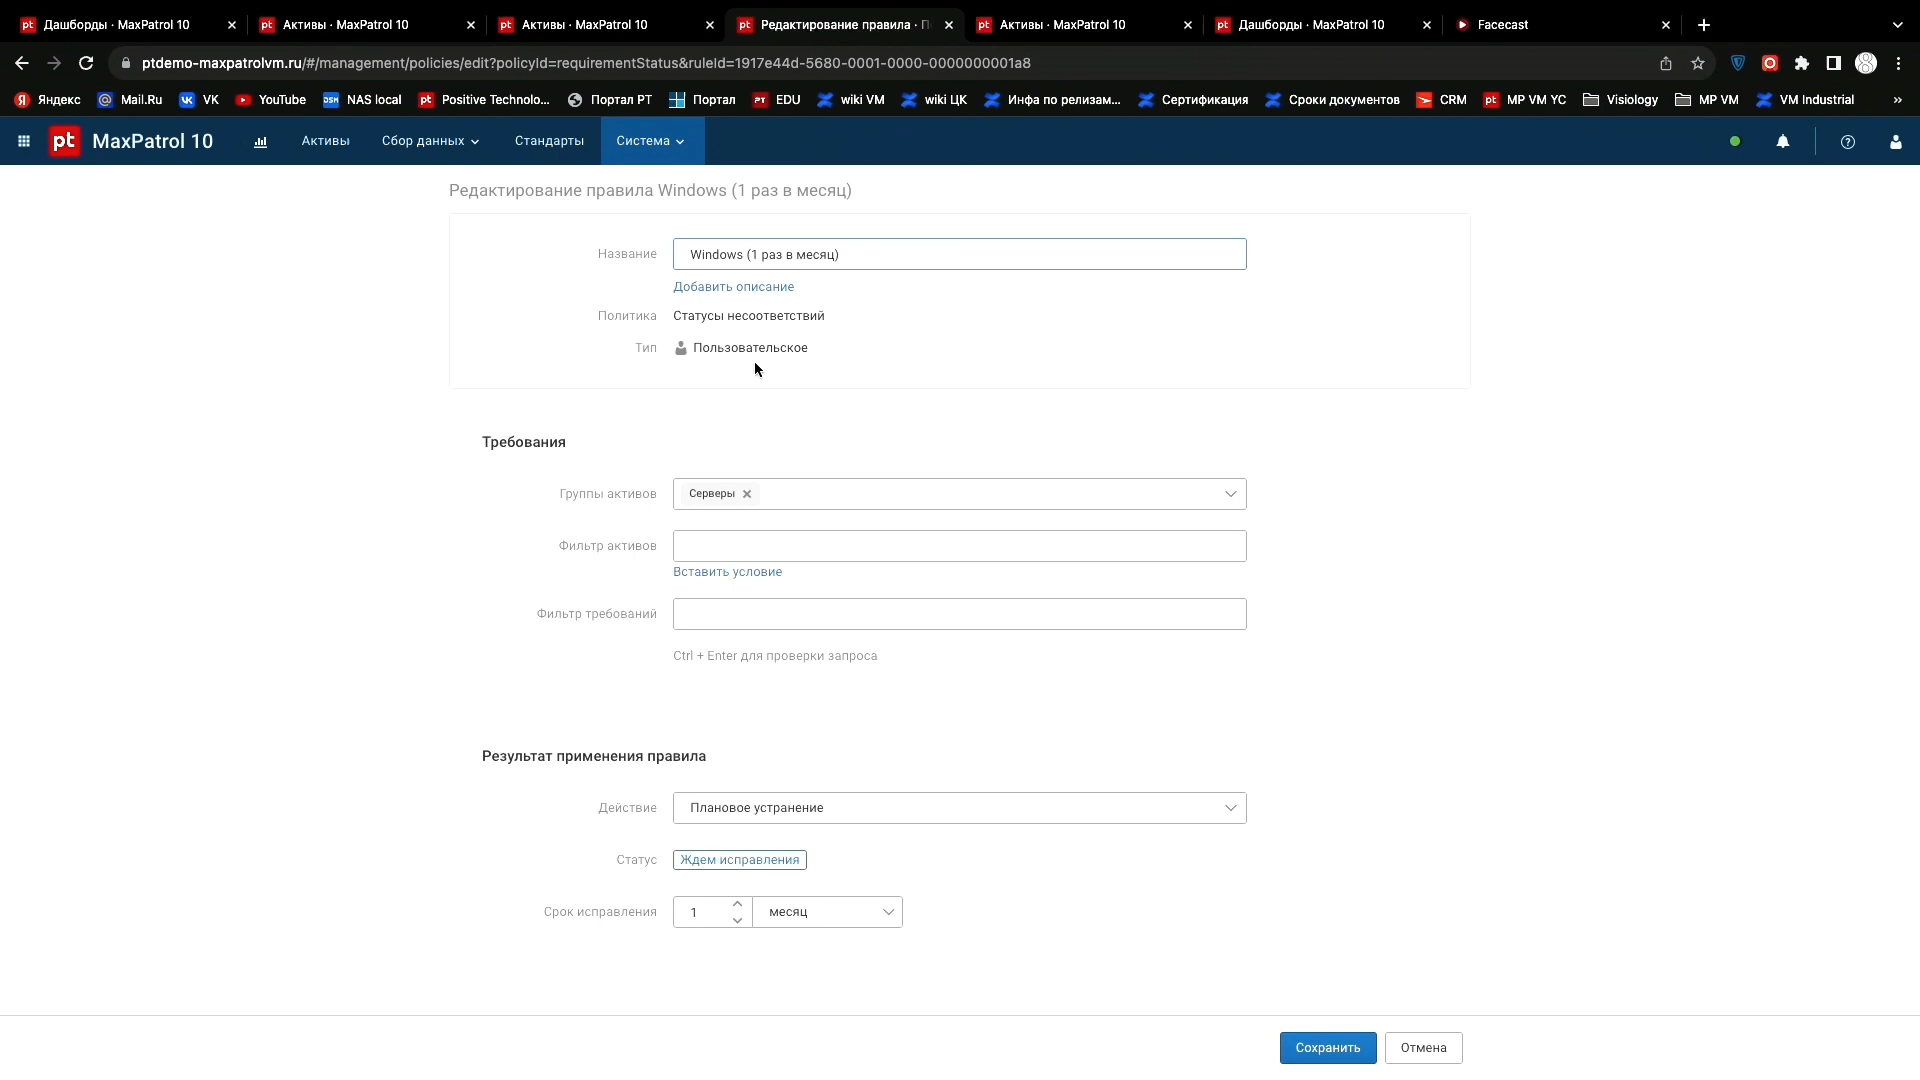 Дашборды · MaxPatrol 10
Активы · MaxPatrol 10
Активы · MaxPatrol 10
Редактирование правила · П
Активы · MaxPatrol 10
Дашборды · MaxPatrol 10
Facecast
ptdemo-maxpatrolvm.ru/#/management/policies/edit?policyId=requirementStatus&ruleId=1917e44d-5680-0001-0000-0000000001a8
Яндекс
Mail.Ru
VK
YouTube
NAS local
Positive Technolo...
Портал PT
Портал
EDU
wiki VM
wiki ЦК
Инфа по релизам...
Сертификация
Сроки документов
CRM
MP VM YC
Visiology
MP VM
VM Industrial
»
pt MaxPatrol 10
Активы
Сбор данных
Стандарты
Система
Редактирование правила Windows (1 раз в месяц)
Название Windows (1 раз в месяц)
Добавить описание
Политика Статусы несоответствий
Тип Пользовательское
Требования
Группы активов Серверы
Фильтр активов
Вставить условие
Фильтр требований
Ctrl + Enter для проверки запроса
Результат применения правила
Действие Плановое устранение
Статус Ждем исправления
Срок исправления 1 месяц
Сохранить
Отмена